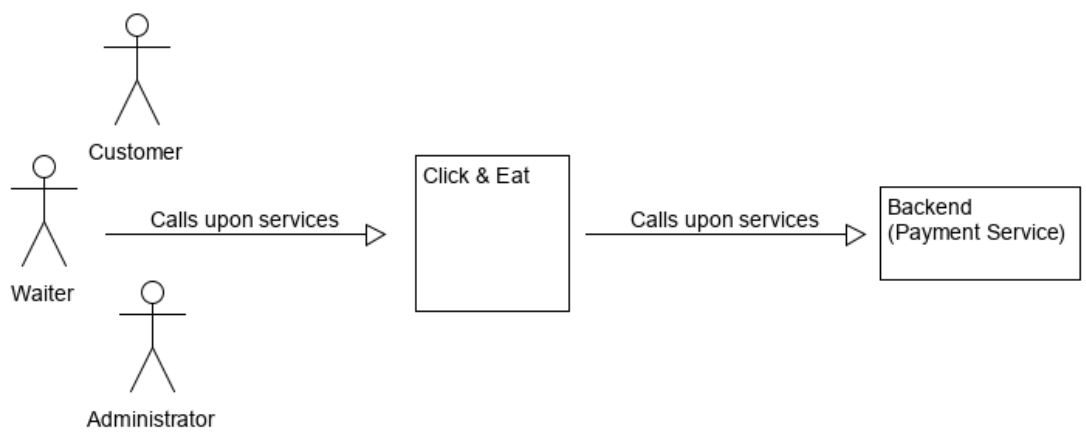 Customer
Waiter
Administrator
Calls upon services
Click & Eat
Calls upon services
Backend
(Payment Service)